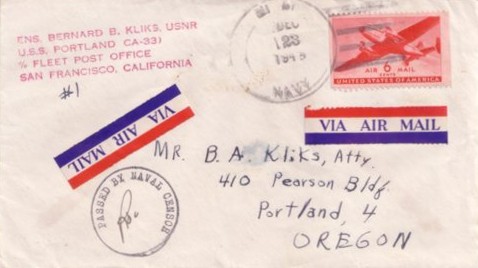 ENS. BERNARD B. KLIKS, USNR
U.S.S. PORTLAND CA-33)
% FLEET POST OFFICE
SAN FRANCISCO, CALIFORNIA
#1
DEC
23
NAVY
AIR 6 MAIL
CENTS
UNITED STATES OF AMERICA
VIA AIR MAIL
VIA AIR MAIL
PASSED BY NAVAL CENSOR
MR. B. A. Kliks, Atty.
410 Pearson Bldg
Portland, 4
OREGON